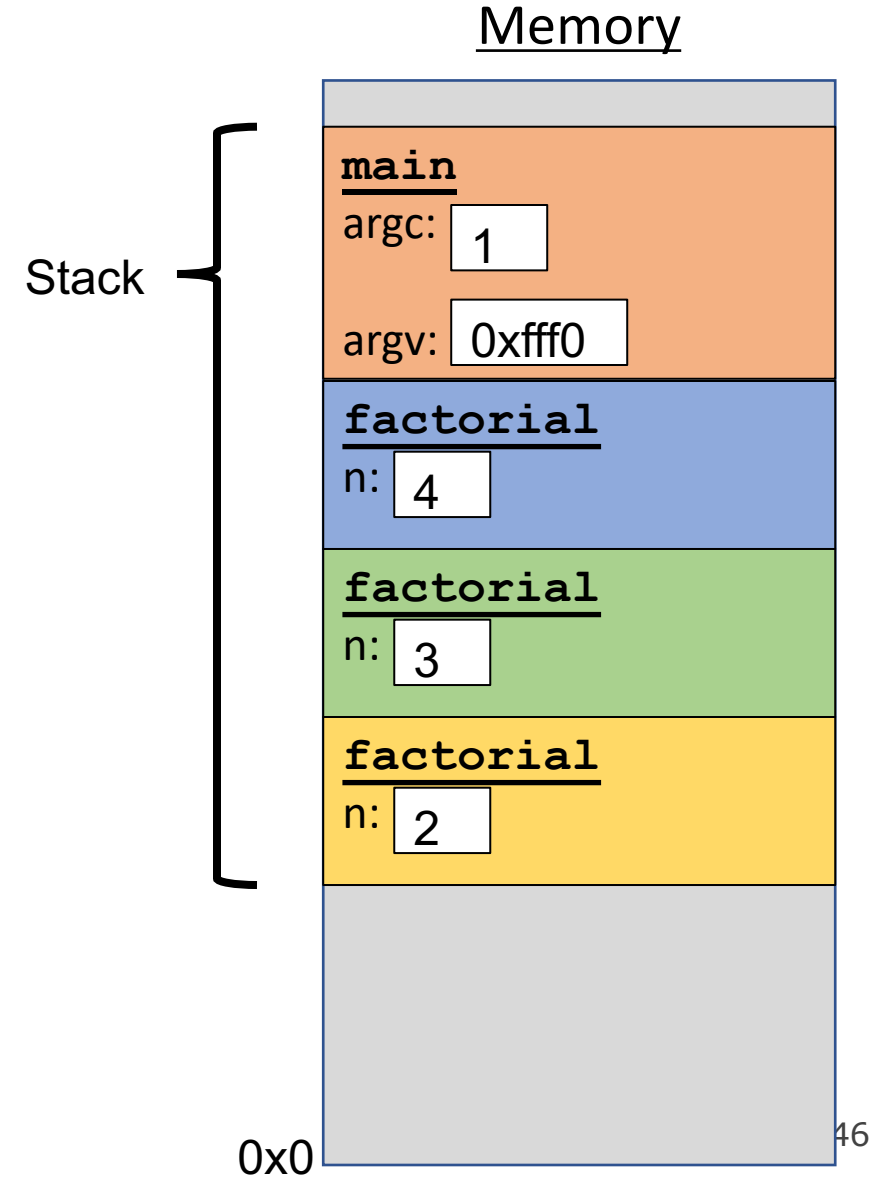 Memory
main
argc: 1
Stack
argv: 0xfff0
factorial
n: 4
factorial
n: 3
factorial
n: 2
46
0x0